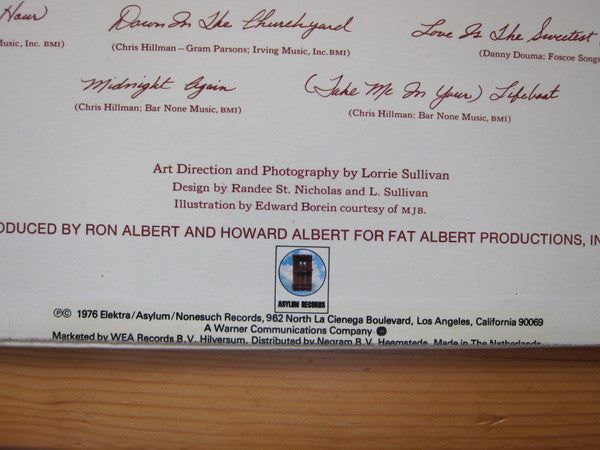 Hour Down In The Churchyard Love Is The Sweetest
Music, Inc. BMI) (Chris Hillman – Gram Parsons; Irving Music, Inc. BMI) (Danny Douma; Foscoe Songs
Midnight Again (Take Me In Your) Lifeboat
(Chris Hillman; Bar None Music, BMI) (Chris Hillman; Bar None Music, BMI)
Art Direction and Photography by Lorrie Sullivan
Design by Randee St. Nicholas and L. Sullivan
Illustration by Edward Borein courtesy of MJB.
ODUCED BY RON ALBERT AND HOWARD ALBERT FOR FAT ALBERT PRODUCTIONS, IN
ASYLUM RECORDS
℗© 1976 Elektra/Asylum/Nonesuch Records, 962 North La Cienega Boulevard, Los Angeles, California 90069
A Warner Communications Company
Marketed by WEA Records B.V. Hilversum. Distributed by Negram B.V. Heemstede. Made in The Netherlands